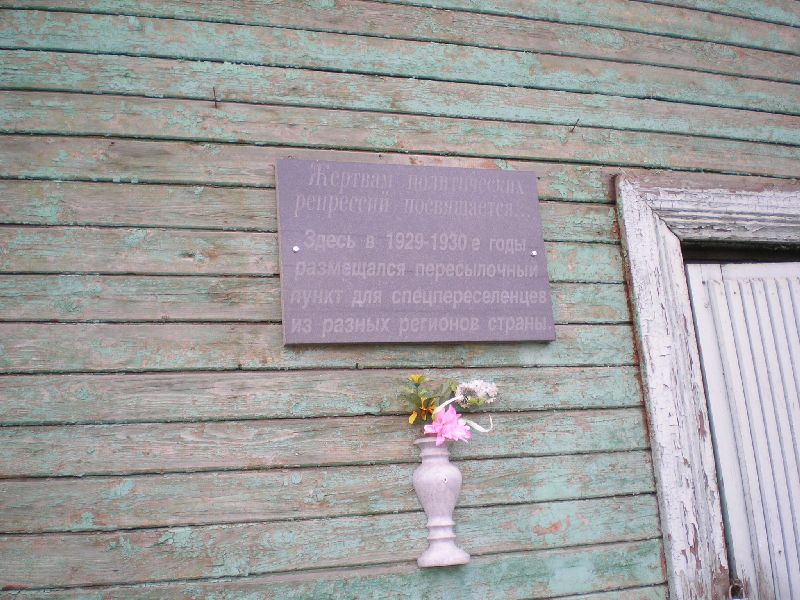 Жертвам политических
репрессий посвящается...
Здесь в 1929-1930 е годы
размещался пересылочный
пункт для спецпереселенцев
из разных регионов страны.